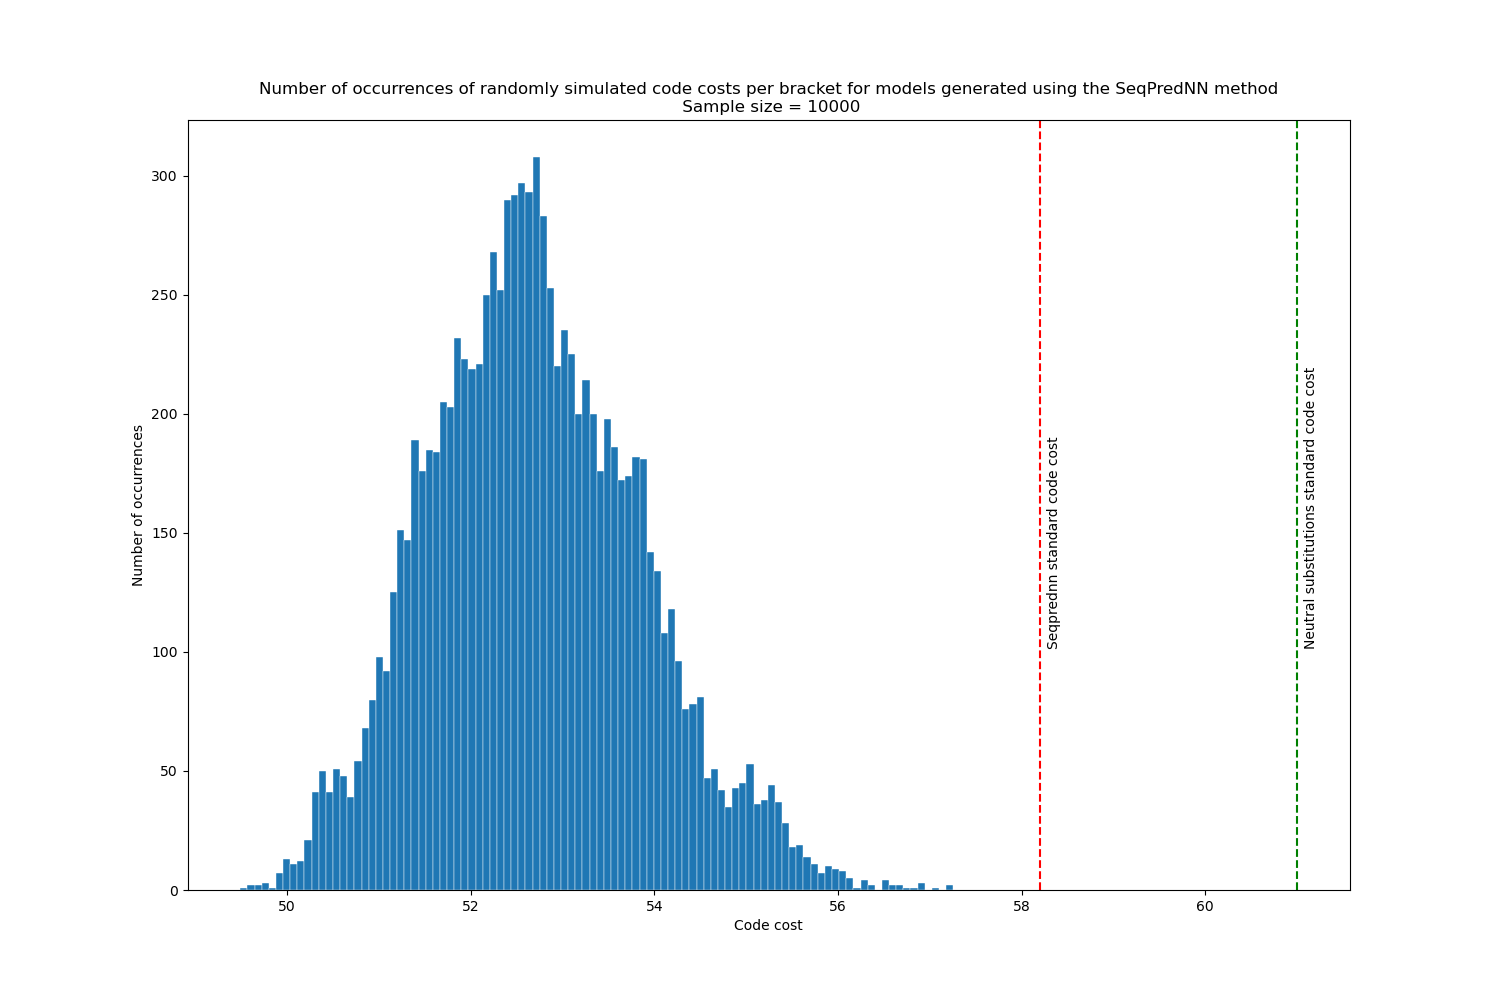 Number of occurrences of randomly simulated code costs per bracket for models generated using the SeqPredNN method
Sample size = 10000
Number of occurrences
300
250
200
150
100
50
0
Seqprednn standard code cost
Neutral substitutions standard code cost
50
52
54
56
58
60
Code cost